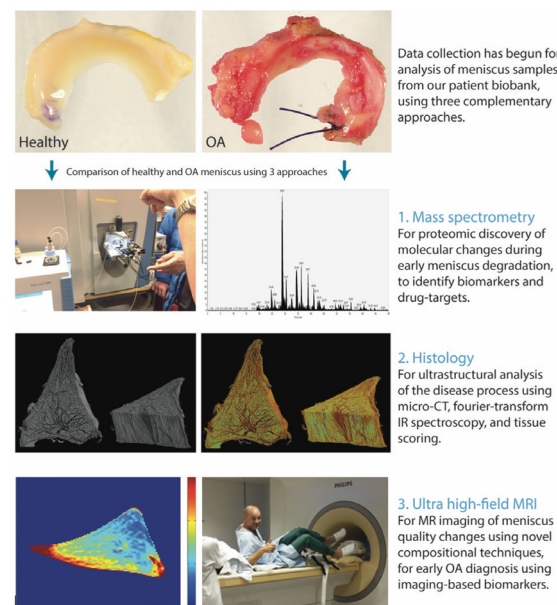 Data collection has begun for
analysis of meniscus samples
from our patient biobank,
using three complementary
approaches.
Healthy
OA
Comparison of healthy and OA meniscus using 3 approaches
1. Mass spectrometry
For proteomic discovery of
molecular changes during
early meniscus degradation,
to identify biomarkers and
drug-targets.
2. Histology
For ultrastructural analysis
of the disease process using
micro-CT, fourier-transform
IR spectroscopy, and tissue
scoring.
3. Ultra high-field MRI
For MR imaging of meniscus
quality changes using novel
compositional techniques,
for early OA diagnosis using
imaging-based biomarkers.
PHILIPS